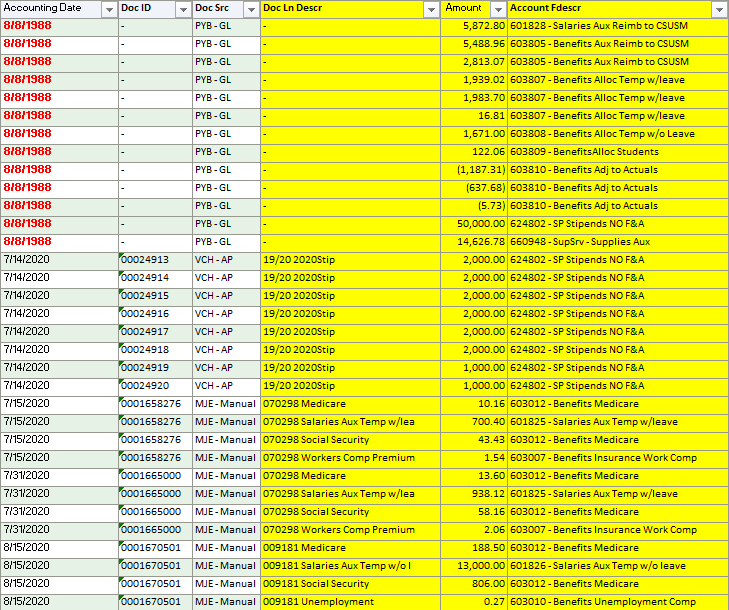 Accounting Date Doc ID Doc Src Doc Ln Descr Amount Account Fdescr
8/8/1988 - PYB - GL - 5,872.80 601828 - Salaries Aux Reimb to CSUSM
8/8/1988 - PYB - GL - 5,488.96 603805 - Benefits Aux Reimb to CSUSM
8/8/1988 - PYB - GL - 2,813.07 603805 - Benefits Aux Reimb to CSUSM
8/8/1988 - PYB - GL - 1,939.02 603807 - Benefits Alloc Temp w/leave
8/8/1988 - PYB - GL - 1,983.70 603807 - Benefits Alloc Temp w/leave
8/8/1988 - PYB - GL - 16.81 603807 - Benefits Alloc Temp w/leave
8/8/1988 - PYB - GL - 1,671.00 603808 - Benefits Alloc Temp w/o Leave
8/8/1988 - PYB - GL - 122.06 603809 - BenefitsAlloc Students
8/8/1988 - PYB - GL - (1,187.31) 603810 - Benefits Adj to Actuals
8/8/1988 - PYB - GL - (637.68) 603810 - Benefits Adj to Actuals
8/8/1988 - PYB - GL - (5.73) 603810 - Benefits Adj to Actuals
8/8/1988 - PYB - GL - 50,000.00 624802 - SP Stipends NO F&A
8/8/1988 - PYB - GL - 14,626.78 660948 - SupSrv - Supplies Aux
7/14/2020 00024913 VCH - AP 19/20 2020Stip 2,000.00 624802 - SP Stipends NO F&A
7/14/2020 00024914 VCH - AP 19/20 2020Stip 2,000.00 624802 - SP Stipends NO F&A
7/14/2020 00024915 VCH - AP 19/20 2020Stip 2,000.00 624802 - SP Stipends NO F&A
7/14/2020 00024916 VCH - AP 19/20 2020Stip 2,000.00 624802 - SP Stipends NO F&A
7/14/2020 00024917 VCH - AP 19/20 2020Stip 2,000.00 624802 - SP Stipends NO F&A
7/14/2020 00024918 VCH - AP 19/20 2020Stip 2,000.00 624802 - SP Stipends NO F&A
7/14/2020 00024919 VCH - AP 19/20 2020Stip 1,000.00 624802 - SP Stipends NO F&A
7/14/2020 00024920 VCH - AP 19/20 2020Stip 1,000.00 624802 - SP Stipends NO F&A
7/15/2020 0001658276 MJE - Manual 070298 Medicare 10.16 603012 - Benefits Medicare
7/15/2020 0001658276 MJE - Manual 070298 Salaries Aux Temp w/lea 700.40 601825 - Salaries Aux Temp w/leave
7/15/2020 0001658276 MJE - Manual 070298 Social Security 43.43 603012 - Benefits Medicare
7/15/2020 0001658276 MJE - Manual 070298 Workers Comp Premium 1.54 603007 - Benefits Insurance Work Comp
7/31/2020 0001665000 MJE - Manual 070298 Medicare 13.60 603012 - Benefits Medicare
7/31/2020 0001665000 MJE - Manual 070298 Salaries Aux Temp w/lea 938.12 601825 - Salaries Aux Temp w/leave
7/31/2020 0001665000 MJE - Manual 070298 Social Security 58.16 603012 - Benefits Medicare
7/31/2020 0001665000 MJE - Manual 070298 Workers Comp Premium 2.06 603007 - Benefits Insurance Work Comp
8/15/2020 0001670501 MJE - Manual 009181 Medicare 188.50 603012 - Benefits Medicare
8/15/2020 0001670501 MJE - Manual 009181 Salaries Aux Temp w/o l 13,000.00 601826 - Salaries Aux Temp w/o leave
8/15/2020 0001670501 MJE - Manual 009181 Social Security 806.00 603012 - Benefits Medicare
8/15/2020 0001670501 MJE - Manual 009181 Unemployment 0.27 603010 - Benefits Unemployment Comp